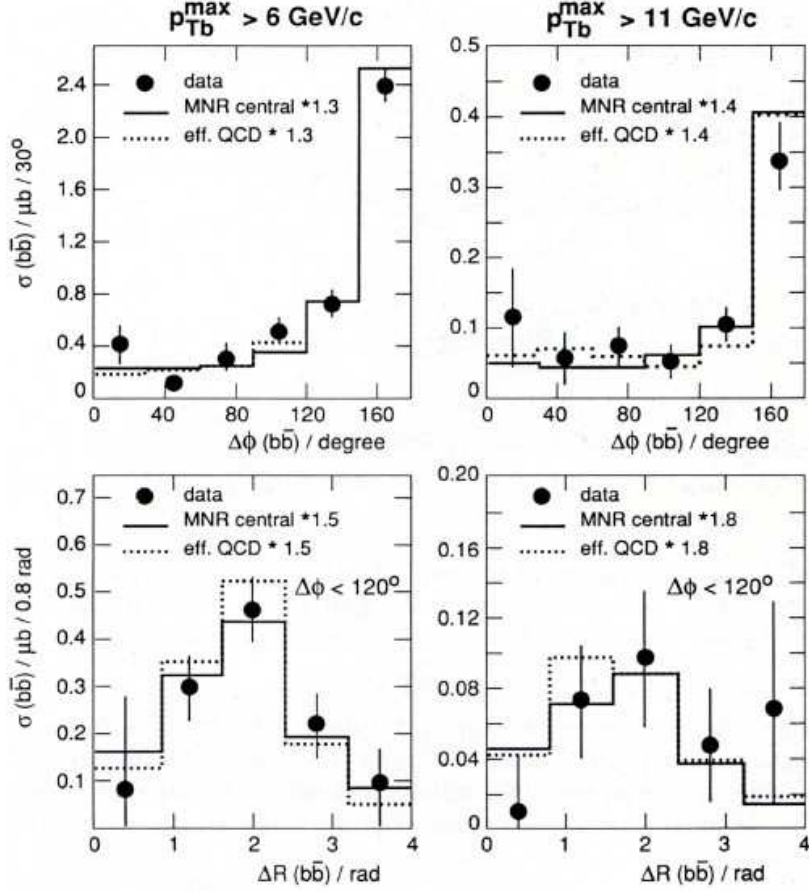 p_Tb^max > 6 GeV/c
2.4
2.0
1.6
1.2
0.8
0.4
0
σ (bb̄) / μb / 30°
data
MNR central *1.3
eff. QCD * 1.3
0 40 80 120 160
Δϕ (bb̄) / degree
p_Tb^max > 11 GeV/c
0.5
0.4
0.3
0.2
0.1
0
data
MNR central *1.4
eff. QCD * 1.4
0 40 80 120 160
Δϕ (bb̄) / degree
0.7
0.6
0.5
0.4
0.3
0.2
0.1
σ (bb̄) / μb / 0.8 rad
data
MNR central *1.5
eff. QCD * 1.5
Δϕ < 120°
0 1 2 3 4
ΔR (bb̄) / rad
0.20
0.16
0.12
0.08
0.04
0
data
MNR central *1.8
eff. QCD * 1.8
Δϕ < 120°
0 1 2 3 4
ΔR (bb̄) / rad